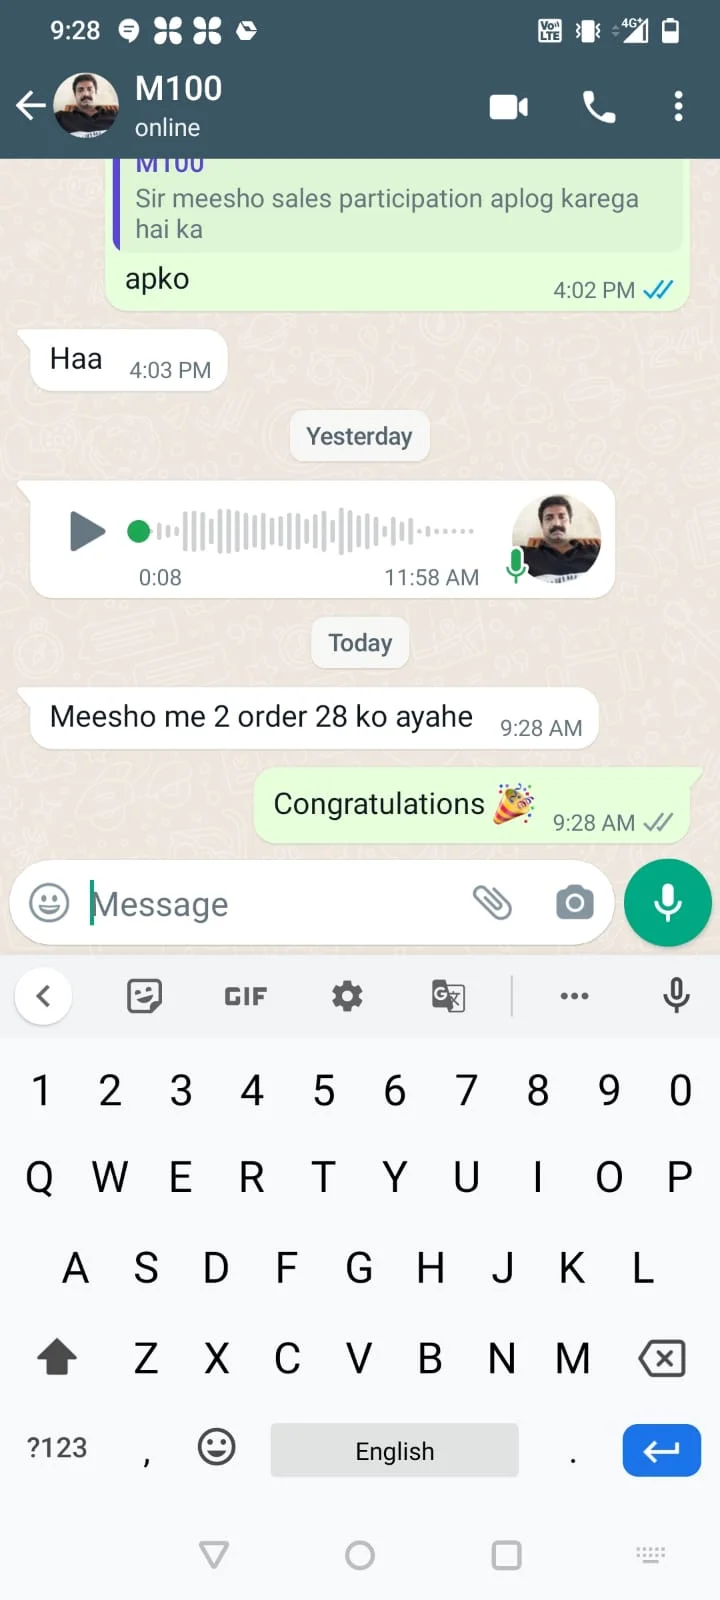 9:28
Vo))
LTE
4G+
M100
online
M100
Sir meesho sales participation aplog karega
hai ka
apko
4:02 PM
Haa
4:03 PM
Yesterday
0:08
11:58 AM
Today
Meesho me 2 order 28 ko ayahe
9:28 AM
Congratulations 🎉
9:28 AM
Message
GIF
G
1 2 3 4 5 6 7 8 9 0
Q W E R T Y U I O P
A S D F G H J K L
Z X C V B N M
?123 , English .